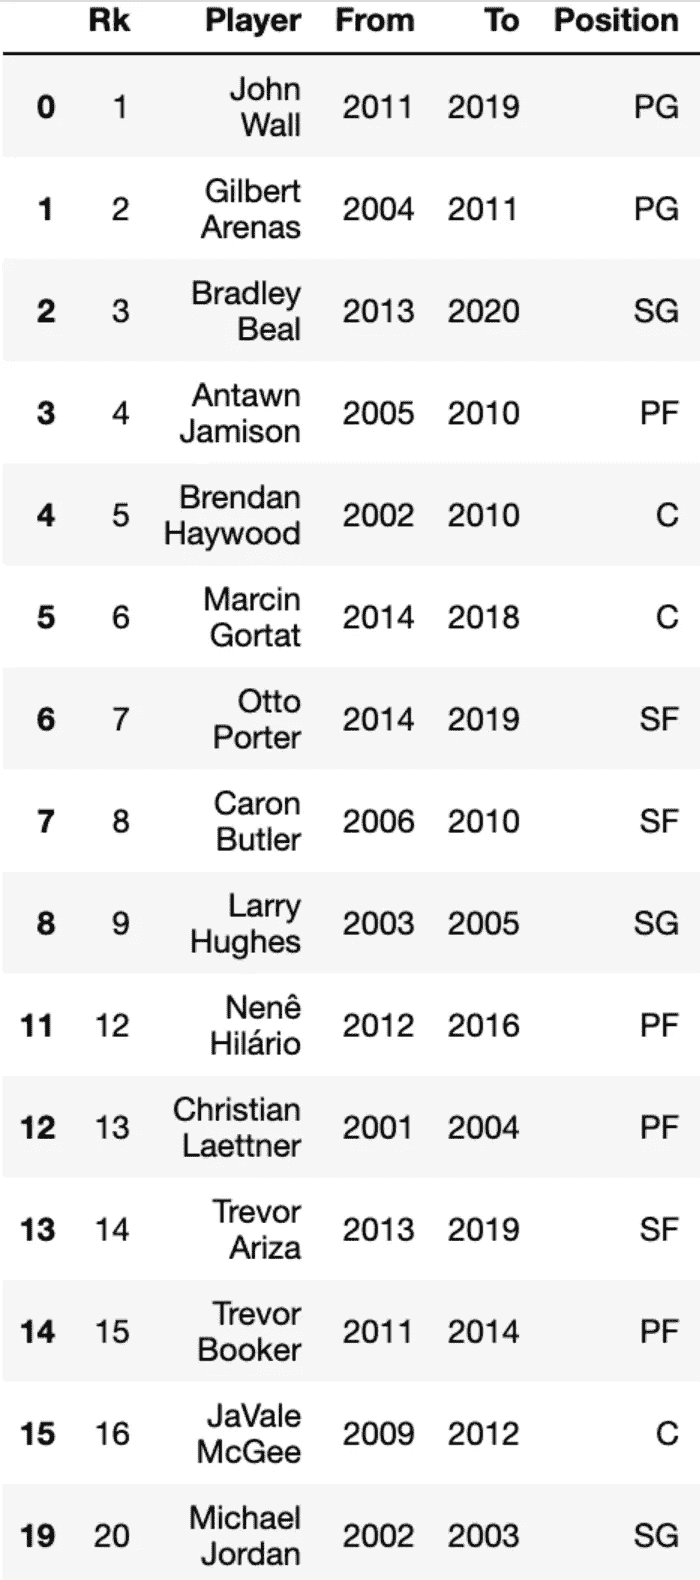 Rk Player From To Position
0 1 John Wall 2011 2019 PG
1 2 Gilbert Arenas 2004 2011 PG
2 3 Bradley Beal 2013 2020 SG
3 4 Antawn Jamison 2005 2010 PF
4 5 Brendan Haywood 2002 2010 C
5 6 Marcin Gortat 2014 2018 C
6 7 Otto Porter 2014 2019 SF
7 8 Caron Butler 2006 2010 SF
8 9 Larry Hughes 2003 2005 SG
11 12 Nenê Hilário 2012 2016 PF
12 13 Christian Laettner 2001 2004 PF
13 14 Trevor Ariza 2013 2019 SF
14 15 Trevor Booker 2011 2014 PF
15 16 JaVale McGee 2009 2012 C
19 20 Michael Jordan 2002 2003 SG